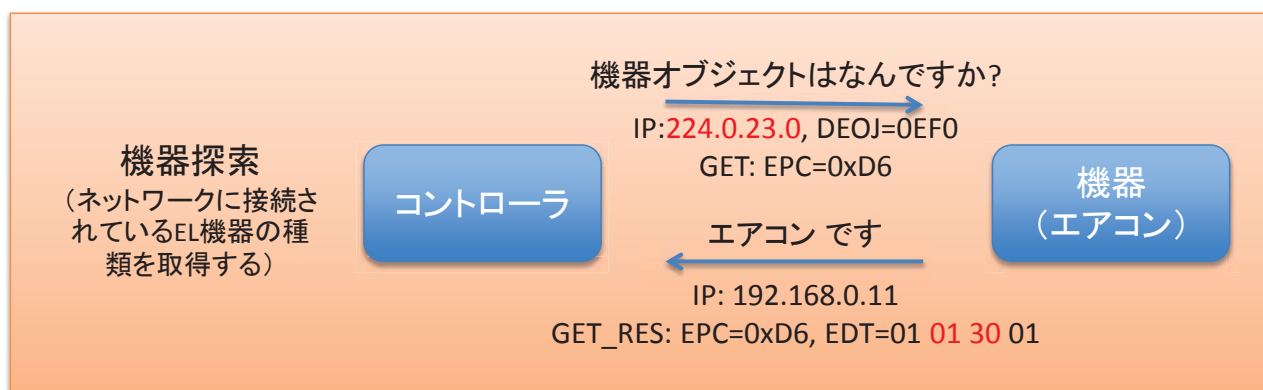 機器オブジェクトはなんですか?
IP:224.0.23.0, DEOJ=0EF0
GET: EPC=0xD6
機器探索
（ネットワークに接続さ
れているEL機器の種
類を取得する）
コントローラ
機器
（エアコン）
エアコン です
IP: 192.168.0.11
GET_RES: EPC=0xD6, EDT=01 01 30 01